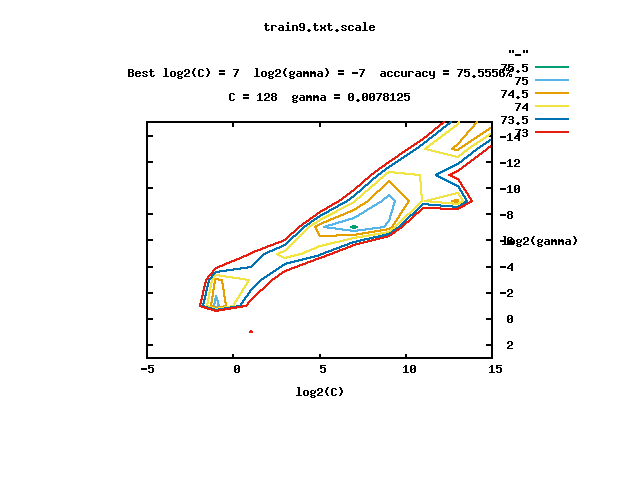 train9.txt.scale
"-"
Best log2(C) = 7  log2(gamma) = -7  accuracy = 75.5556%
75.5
75
C = 128  gamma = 0.0078125
74.5
74
73.5
73
-14
-12
-10
-8
-6
log2(gamma)
-4
-2
0
2
-5 0 5 10 15
log2(C)